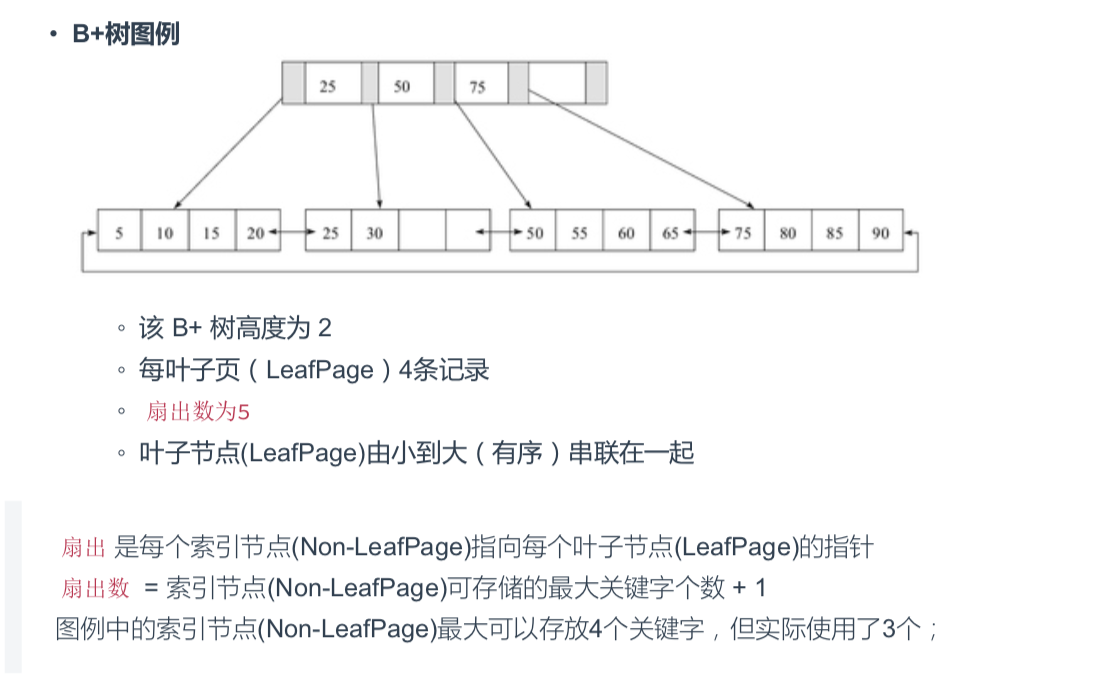 • B+树图例
25 50 75
5 10 15 20 25 30 50 55 60 65 75 80 85 90
◦ 该 B+ 树高度为 2
◦ 每叶子页（LeafPage）4条记录
◦ 扇出数为5
◦ 叶子节点(LeafPage)由小到大（有序）串联在一起
扇出 是每个索引节点(Non-LeafPage)指向每个叶子节点(LeafPage)的指针
扇出数 = 索引节点(Non-LeafPage)可存储的最大关键字个数 + 1
图例中的索引节点(Non-LeafPage)最大可以存放4个关键字，但实际使用了3个；